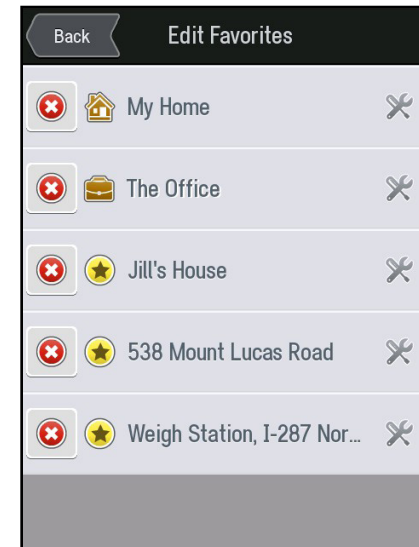 Back
Edit Favorites
My Home
The Office
Jill's House
538 Mount Lucas Road
Weigh Station, I-287 Nor...